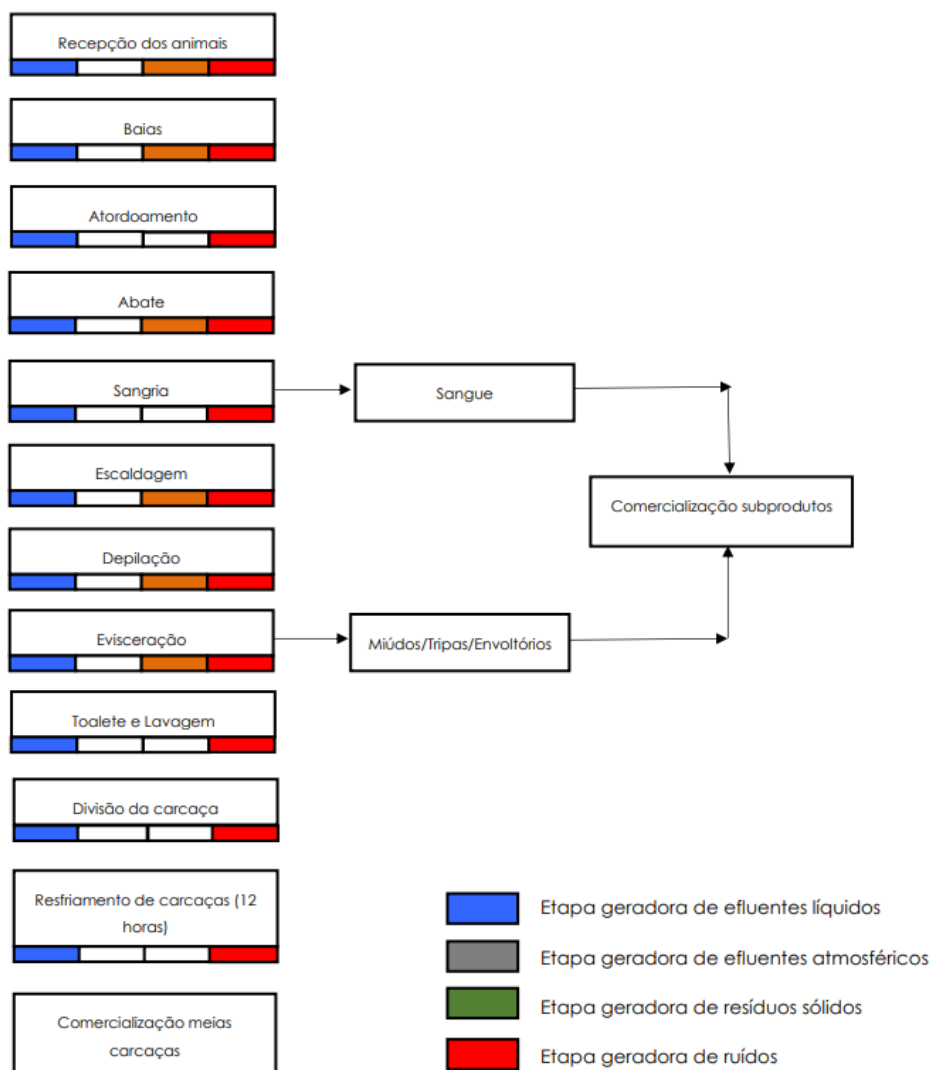 Recepção dos animais
Baias
Atordoamento
Abate
Sangria
Sangue
Escaldagem
Comercialização subprodutos
Depilação
Evisceração
Miúdos/Tripas/Envoltórios
Toalete e Lavagem
Divisão da carcaça
Resfriamento de carcaças (12
horas)
Comercialização meias
carcaças
Etapa geradora de efluentes líquidos
Etapa geradora de efluentes atmosféricos
Etapa geradora de resíduos sólidos
Etapa geradora de ruídos